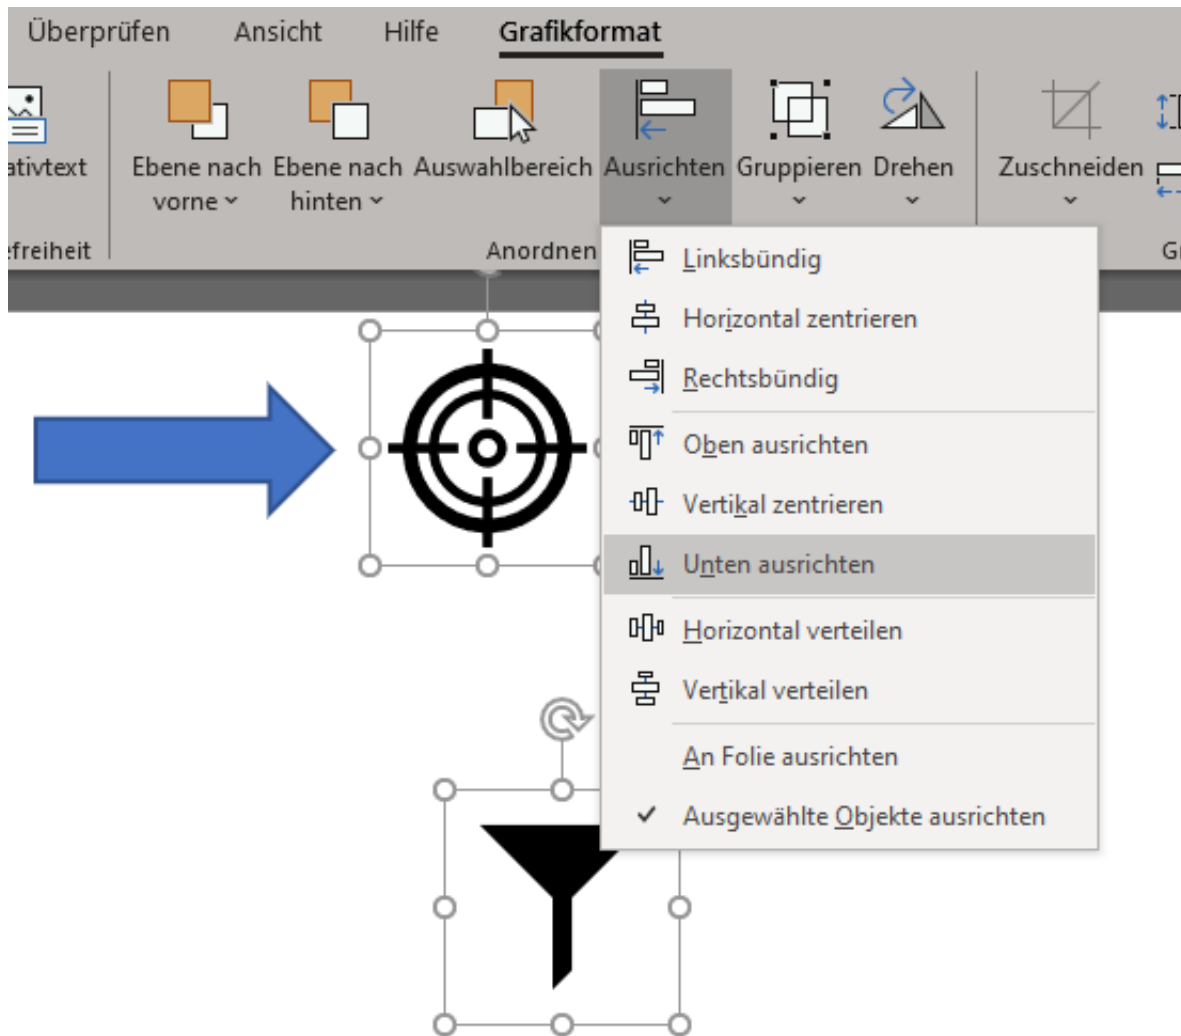 Überprüfen Ansicht Hilfe Grafikformat
ativtext Ebene nach Ebene nach Auswahlbereich Ausrichten Gruppieren Drehen Zuschneiden
vorne hinten
efreiheit Anordnen G
Linksbündig
Horizontal zentrieren
Rechtsbündig
Oben ausrichten
Vertikal zentrieren
Unten ausrichten
Horizontal verteilen
Vertikal verteilen
An Folie ausrichten
Ausgewählte Objekte ausrichten